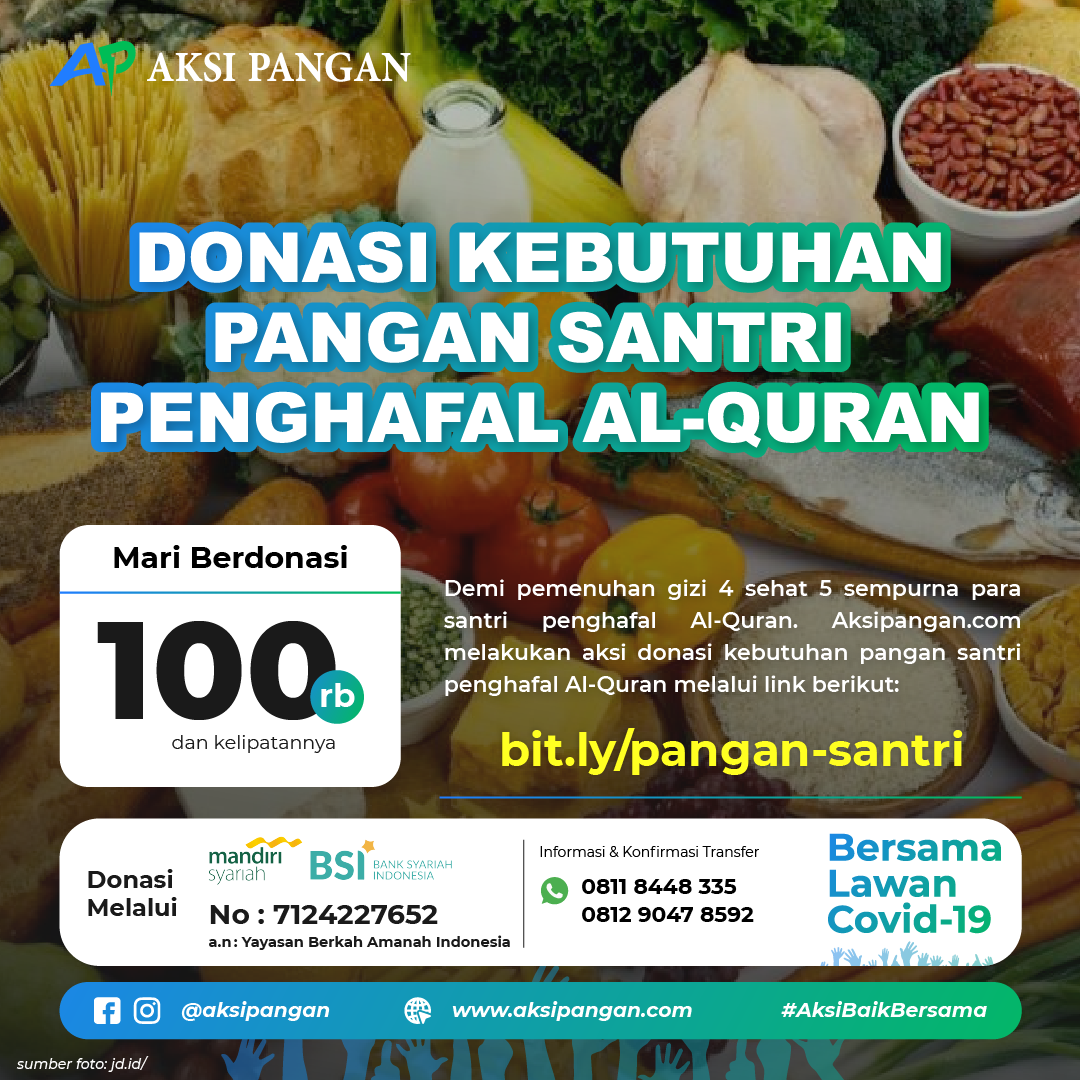 AP AKSI PANGAN
DONASI KEBUTUHAN
PANGAN SANTRI
PENGHAFAL AL-QURAN
Mari Berdonasi
100 rb
dan kelipatannya
Demi pemenuhan gizi 4 sehat 5 sempurna para
santri penghafal Al-Quran. Aksipangan.com
melakukan aksi donasi kebutuhan pangan santri
penghafal Al-Quran melalui link berikut:
bit.ly/pangan-santri
Donasi
Melalui
mandiri
syariah
BSI BANK SYARIAH
INDONESIA
No : 7124227652
a.n : Yayasan Berkah Amanah Indonesia
Informasi & Konfirmasi Transfer
0811 8448 335
0812 9047 8592
Bersama
Lawan
Covid-19
@aksipangan
www.aksipangan.com
#AksiBaikBersama
sumber foto: jd.id/